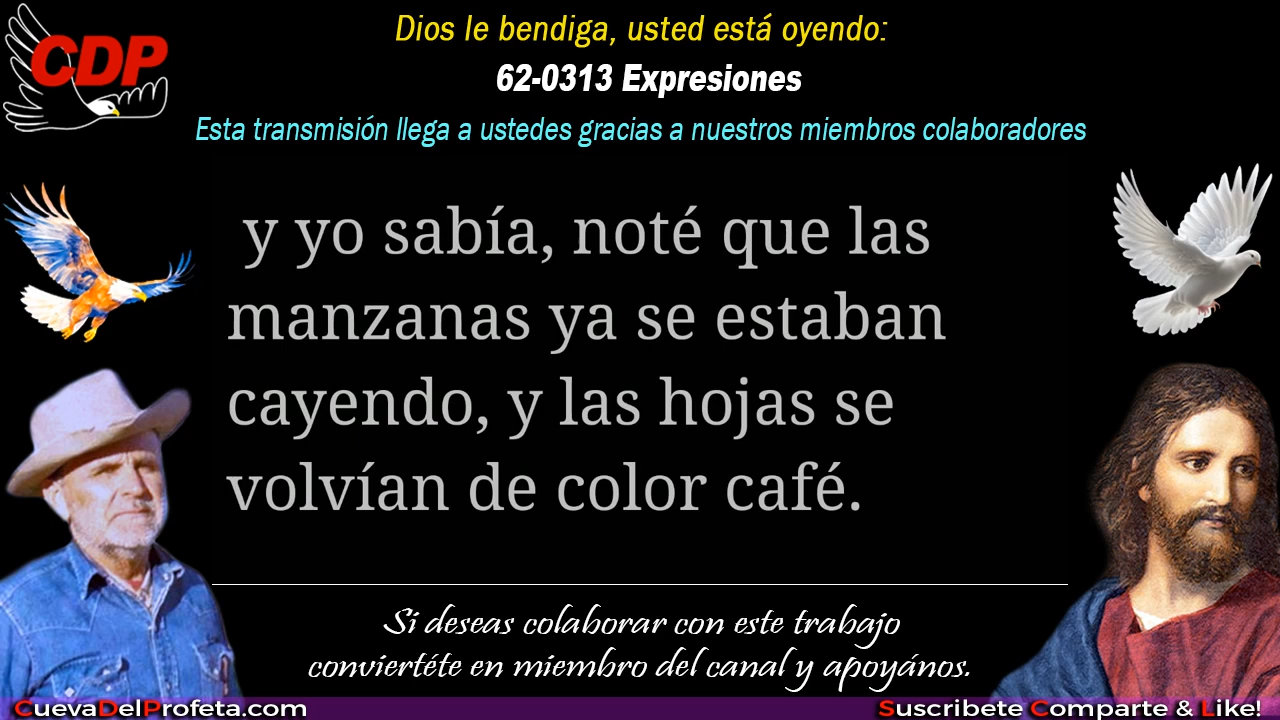 CDP
Dios le bendiga, usted está oyendo:
62-0313 Expresiones
Esta transmisión llega a ustedes gracias a nuestros miembros colaboradores
y yo sabía, noté que las
manzanas ya se estaban
cayendo, y las hojas se
volvían de color café.
Si deseas colaborar con este trabajo
conviertéte en miembro del canal y apoyános.
CuevaDelProfeta.com
Suscribete Comparte & Like!